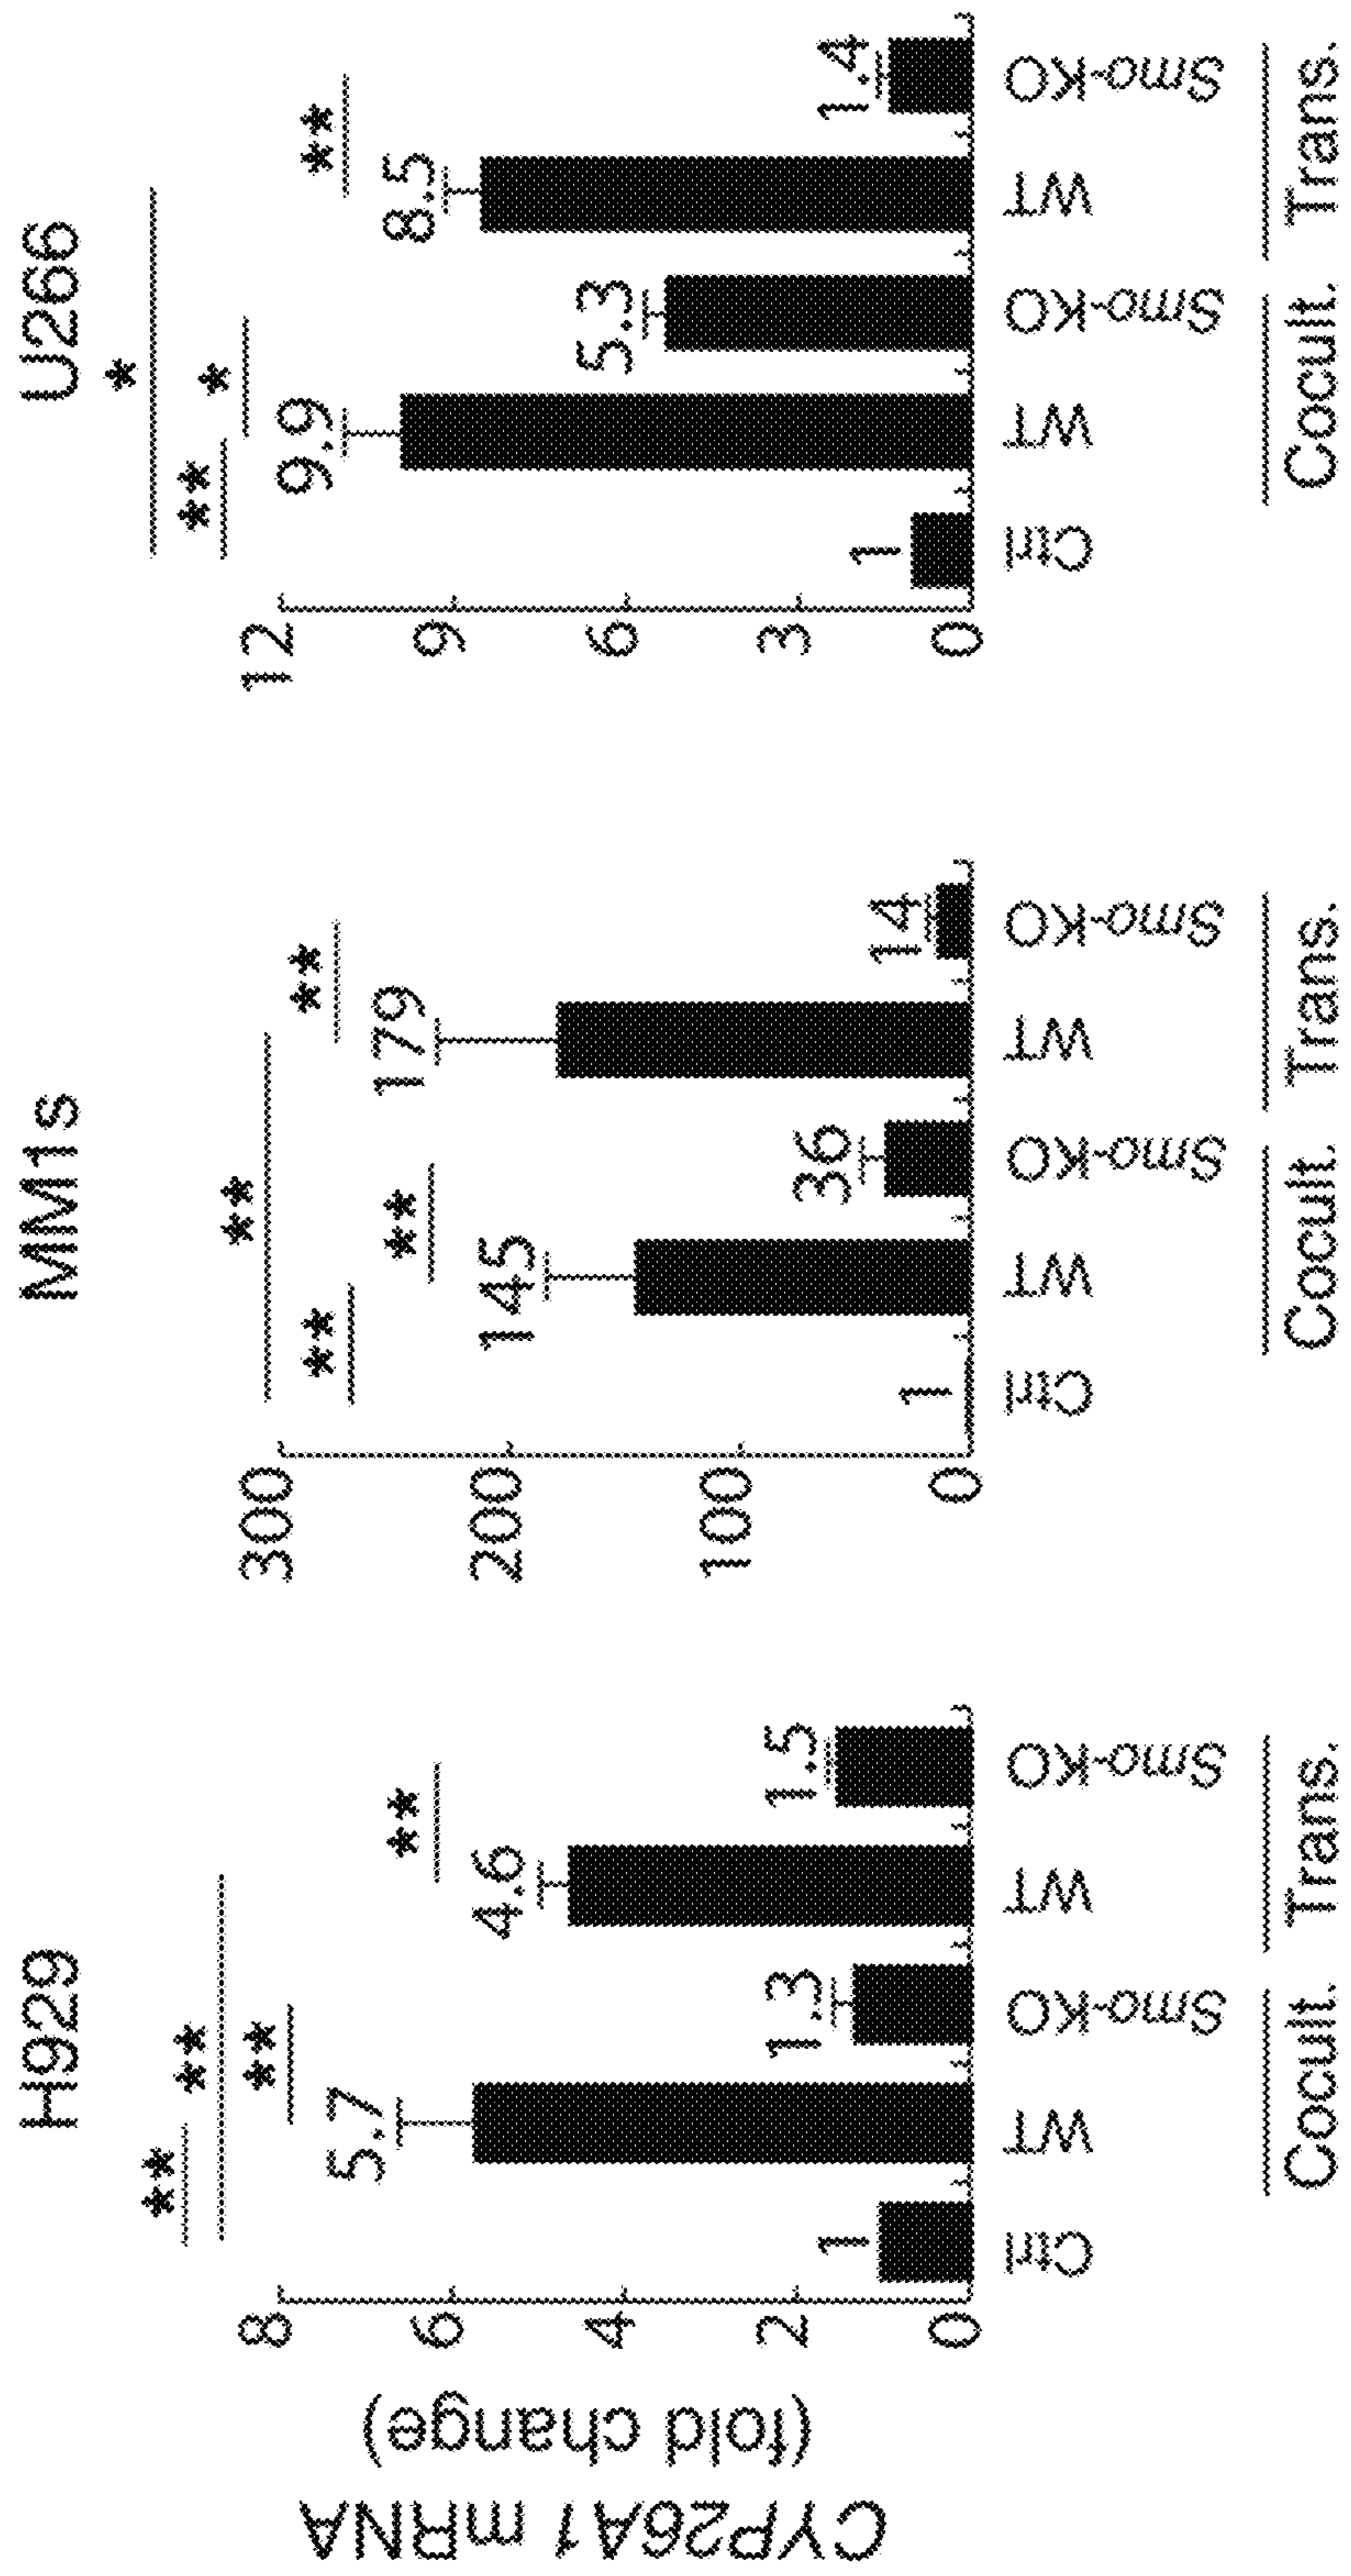 CYP26A1 mRNA
(fold change)
H929
**
**
**
**
8
6
4
2
0
1
5.7
1.3
4.6
1.5
Ctrl
WT
Smo-KO
WT
Smo-KO
Cocult.
Trans.
MM1s
**
**
**
**
300
200
100
0
1
145
36
179
14
Ctrl
WT
Smo-KO
WT
Smo-KO
Cocult.
Trans.
U266
*
**
*
**
12
9
6
3
0
1
9.9
5.3
8.5
1.4
Ctrl
WT
Smo-KO
WT
Smo-KO
Cocult.
Trans.